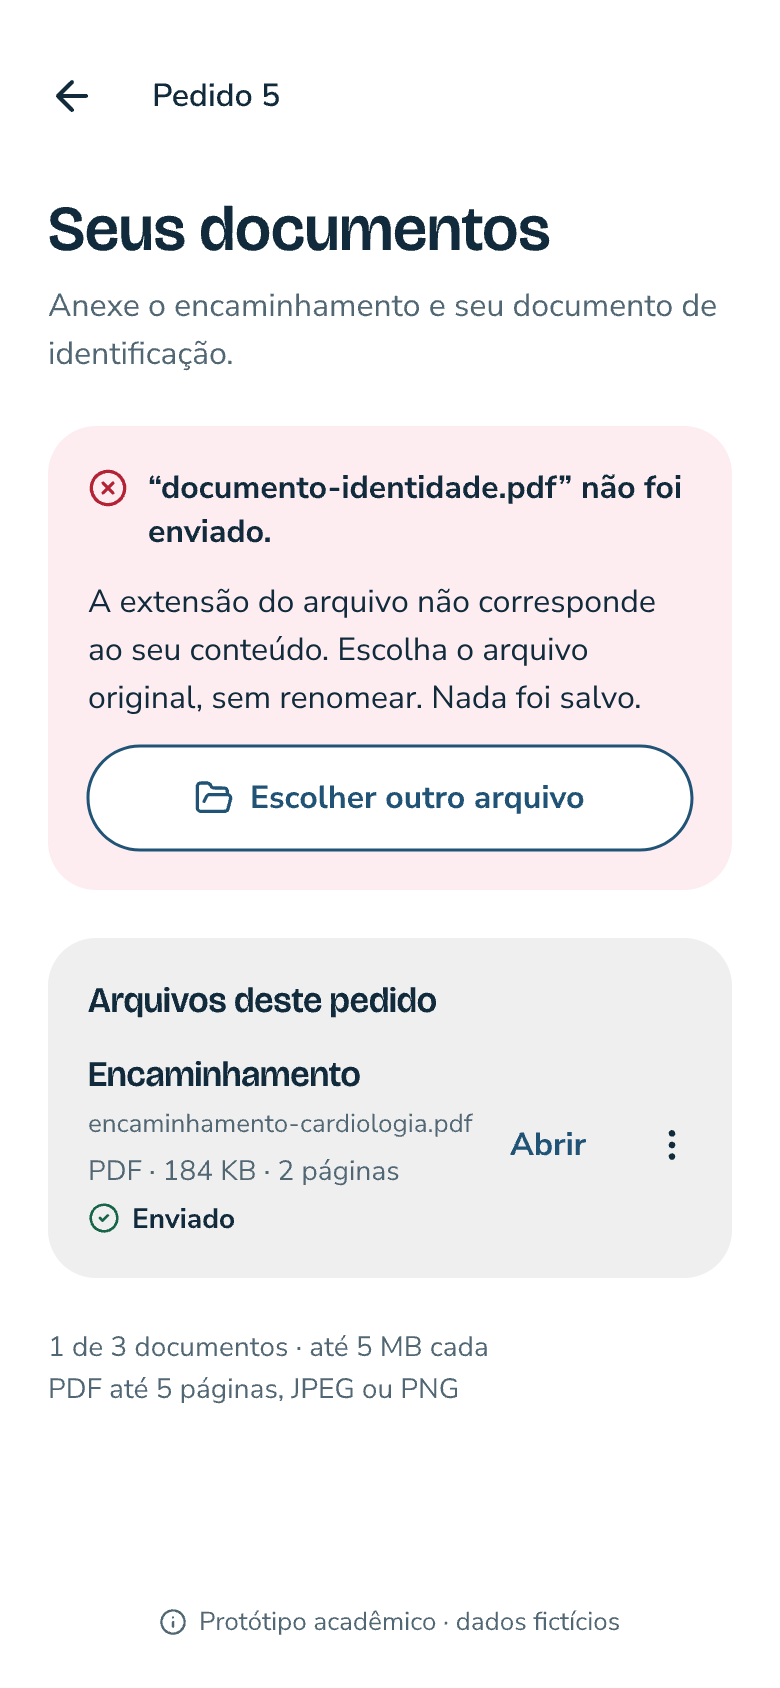 Pedido 5
Seus documentos
Anexe o encaminhamento e seu documento de
identificação.
“documento-identidade.pdf” não foi
enviado.
A extensão do arquivo não corresponde
ao seu conteúdo. Escolha o arquivo
original, sem renomear. Nada foi salvo.
Escolher outro arquivo
Arquivos deste pedido
Encaminhamento
encaminhamento-cardiologia.pdf
PDF · 184 KB · 2 páginas
Enviado
Abrir
1 de 3 documentos · até 5 MB cada
PDF até 5 páginas, JPEG ou PNG
Protótipo acadêmico · dados fictícios